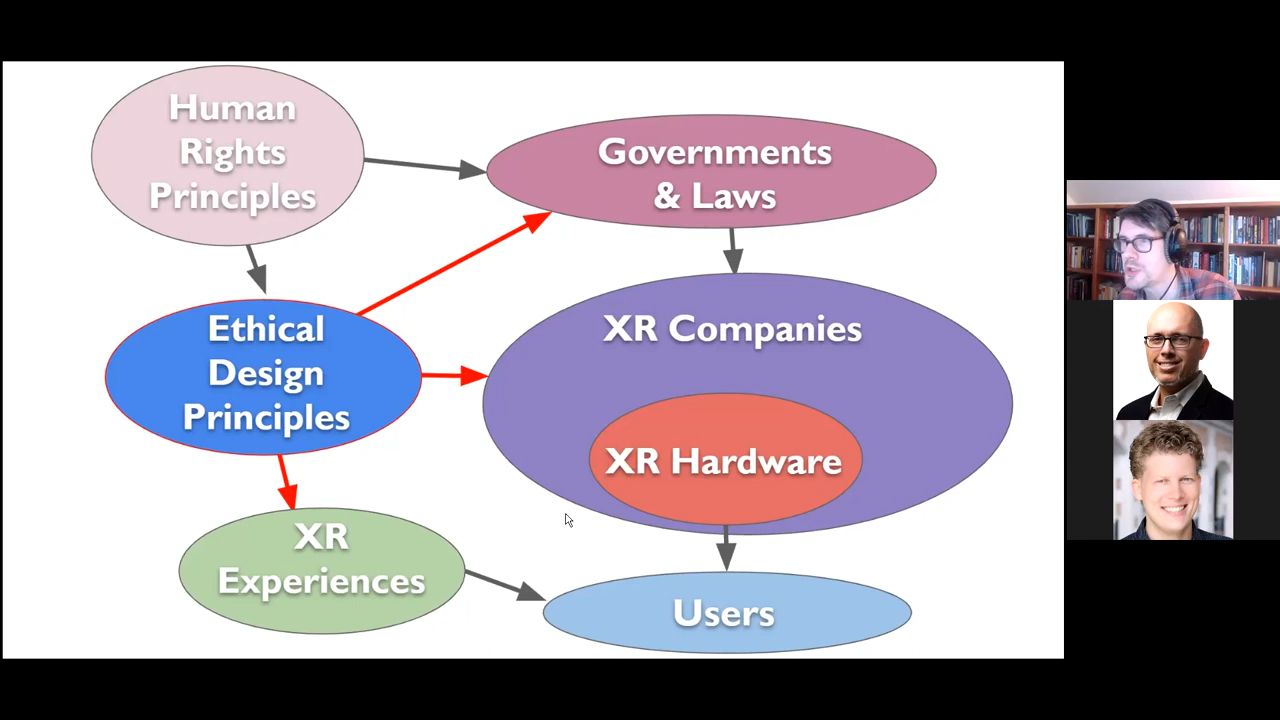 Human
Rights
Principles
Governments
& Laws
Ethical
Design
Principles
XR Companies
XR Hardware
XR
Experiences
Users